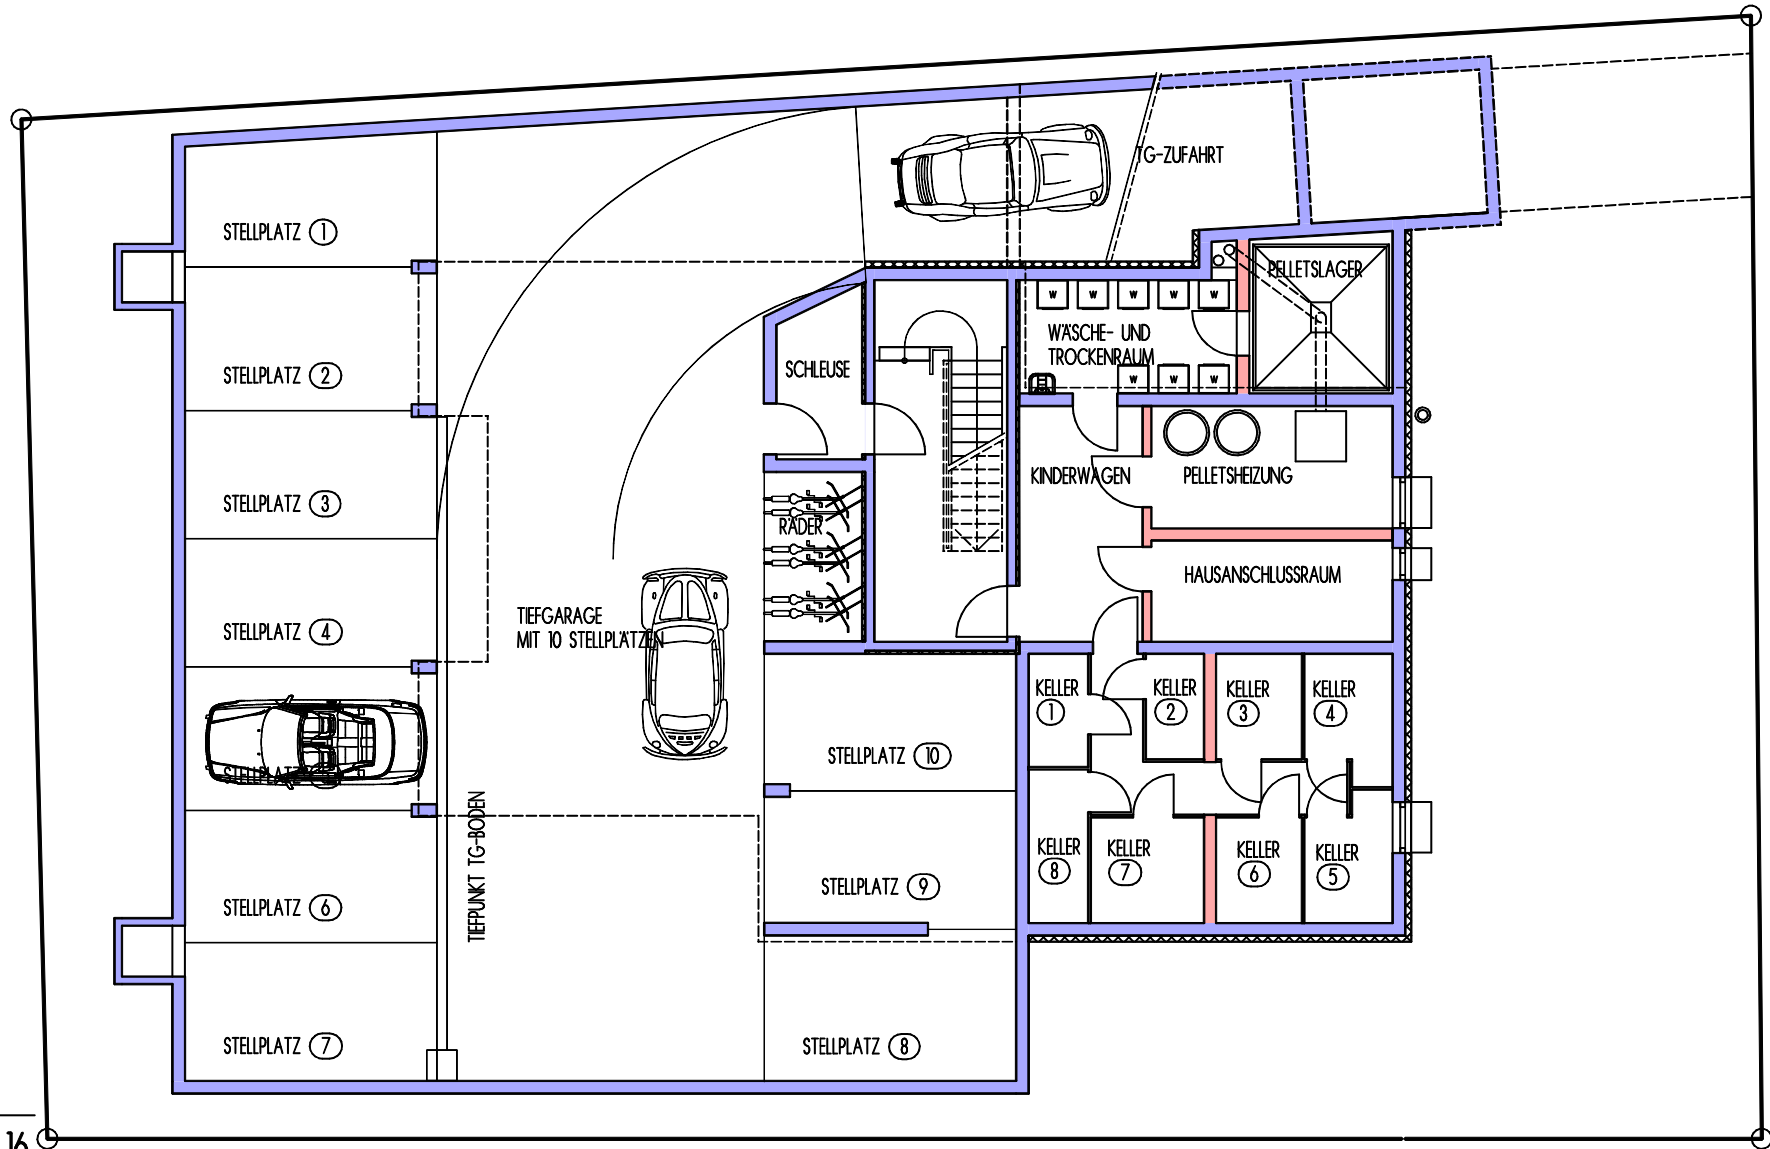 TG-ZUFAHRT
STELLPLATZ 1
PELLETSLAGER
W W W W W
WÄSCHE- UND
TROCKENRAUM
SCHLEUSE
STELLPLATZ 2
W W W
KINDERWAGEN
PELLETSHEIZUNG
STELLPLATZ 3
RÄDER
HAUSANSCHLUSSRAUM
TIEFGARAGE
MIT 10 STELLPLÄTZEN
STELLPLATZ 4
KELLER
1
KELLER
2
KELLER
3
KELLER
4
STELLPLATZ 10
STELLPLATZ
TIEFPUNKT TG-BODEN
KELLER
8
KELLER
7
KELLER
6
KELLER
5
STELLPLATZ 9
STELLPLATZ 6
STELLPLATZ 7
STELLPLATZ 8
16